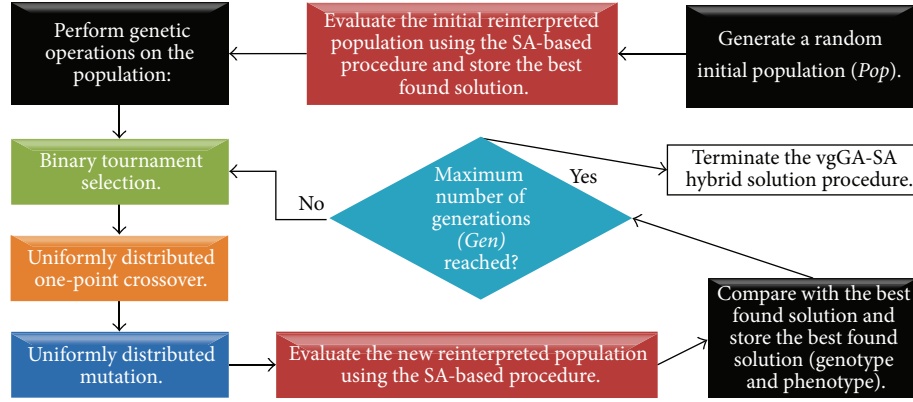 Perform genetic
operations on the
population:
Evaluate the initial reinterpreted
population using the SA-based
procedure and store the best
found solution.
Generate a random
initial population (Pop).
Binary tournament
selection.
No
Maximum
number of
generations
(Gen)
reached?
Yes
Terminate the vgGA-SA
hybrid solution procedure.
Uniformly distributed
one-point crossover.
Compare with the best
found solution and
store the best found
solution (genotype
and phenotype).
Uniformly distributed
mutation.
Evaluate the new reinterpreted population
using the SA-based procedure.